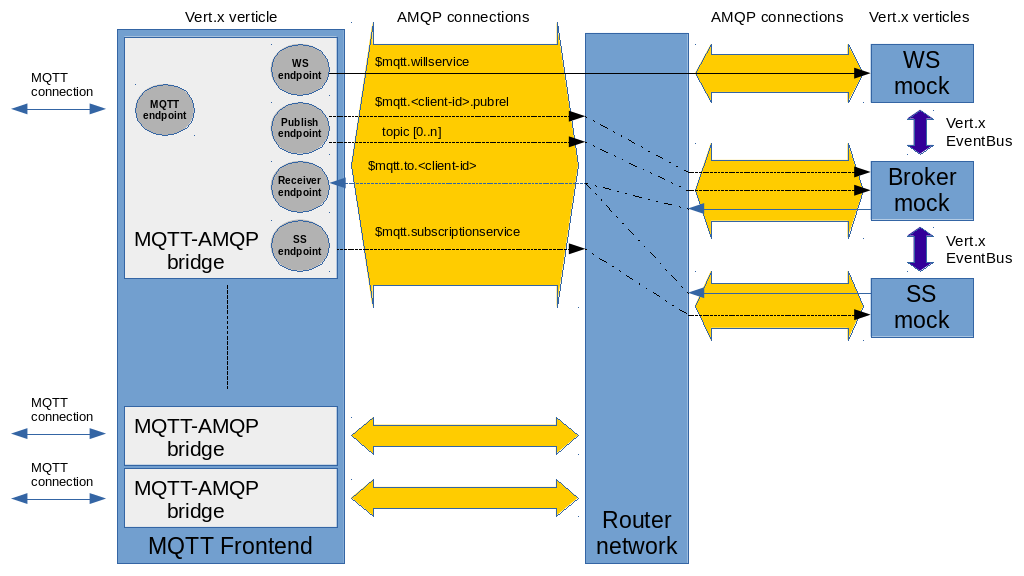 Vert.x verticle
AMQP connections
AMQP connections
Vert.x verticles
MQTT
connection
MQTT
endpoint
WS
endpoint
Publish
endpoint
Receiver
endpoint
SS
endpoint
MQTT-AMQP
bridge
$mqtt.willservice
$mqtt.<client-id>.pubrel
topic [0..n]
$mqtt.to.<client-id>
$mqtt.subscriptionservice
WS
mock
Vert.x
EventBus
Broker
mock
Vert.x
EventBus
SS
mock
MQTT
connection
MQTT-AMQP
bridge
MQTT
connection
MQTT-AMQP
bridge
MQTT Frontend
Router
network